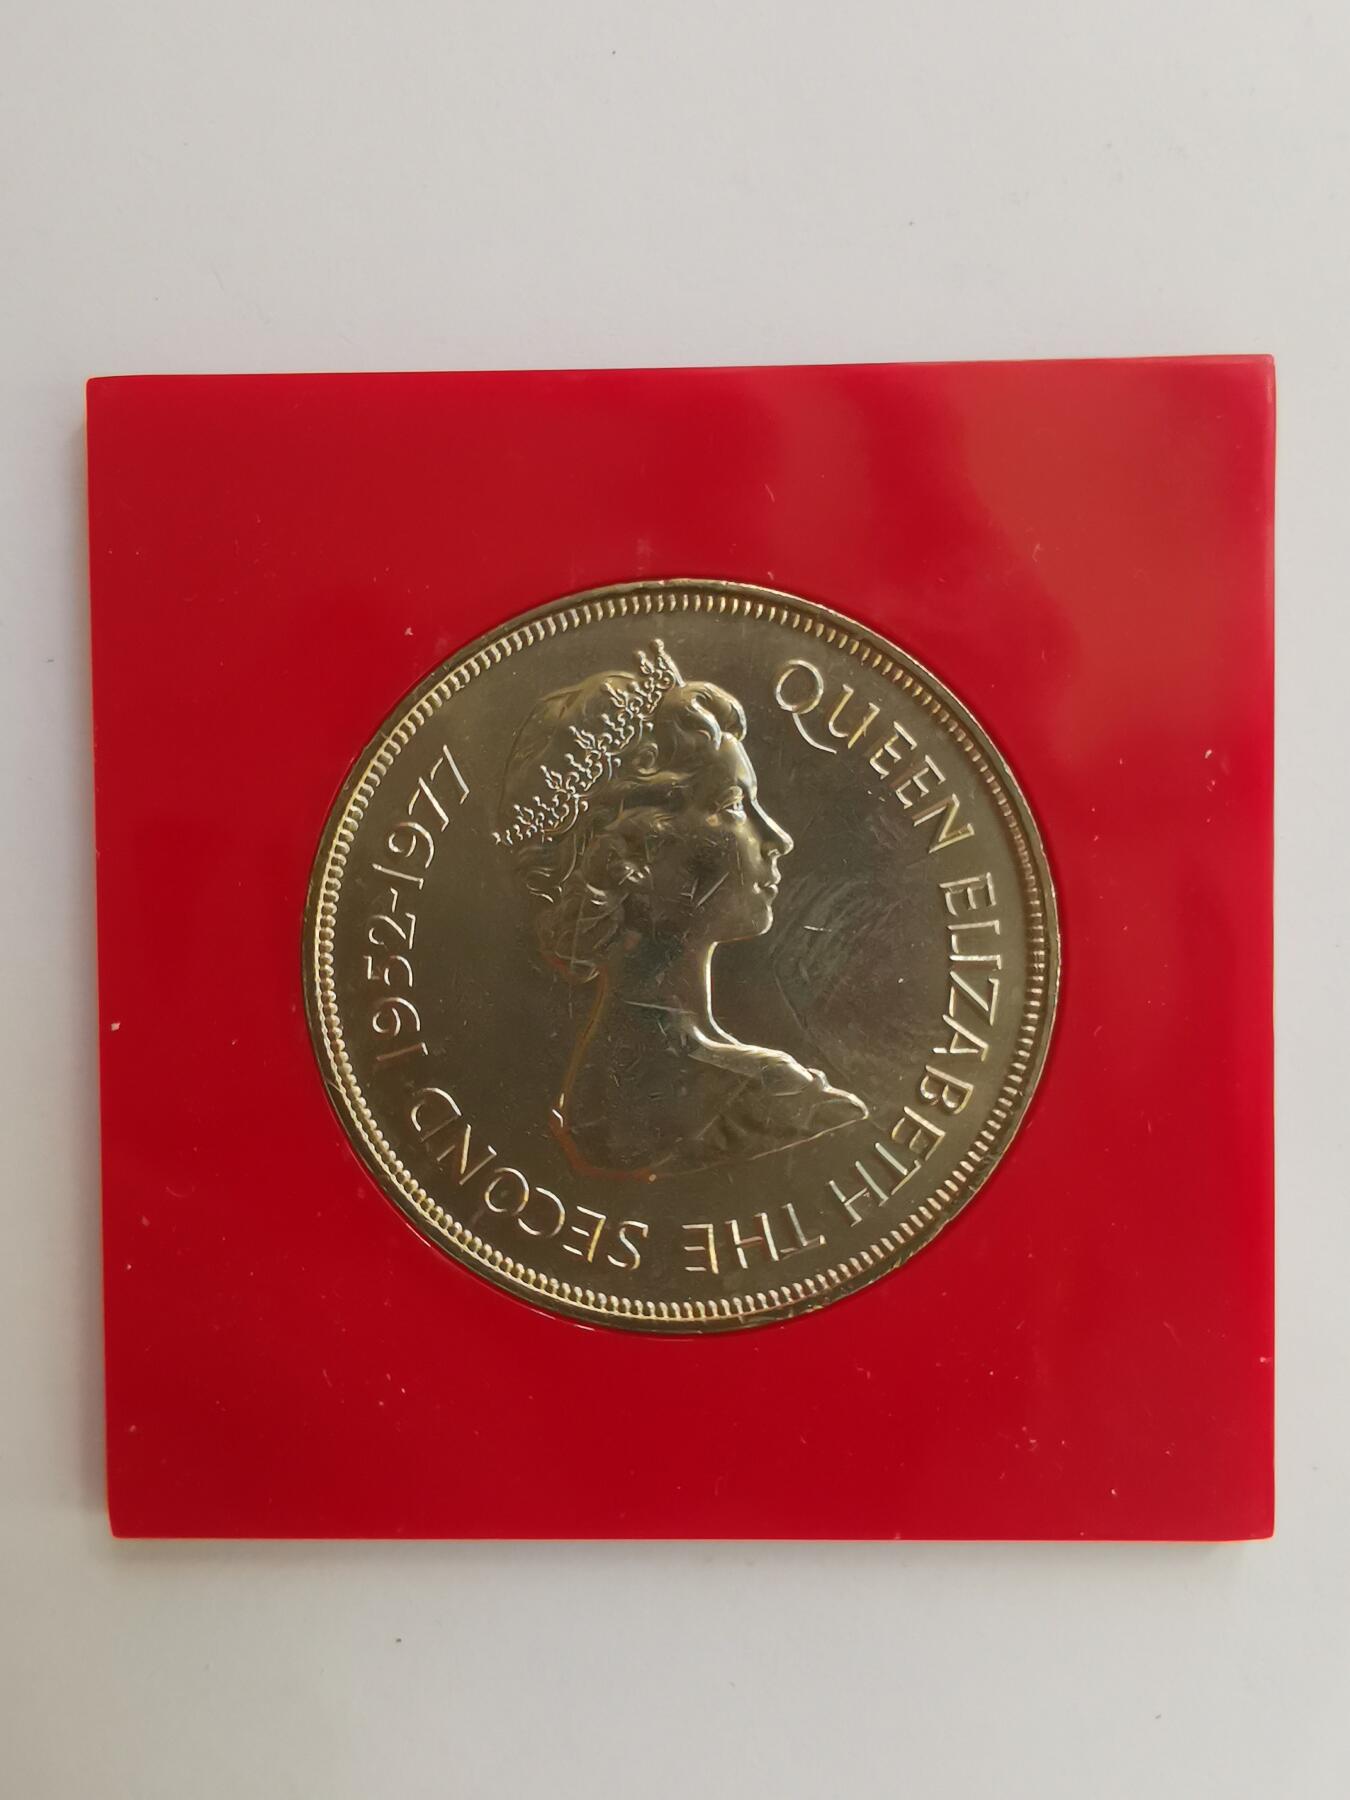 QUEEN ELIZABETH THE SECOND 1952-1977